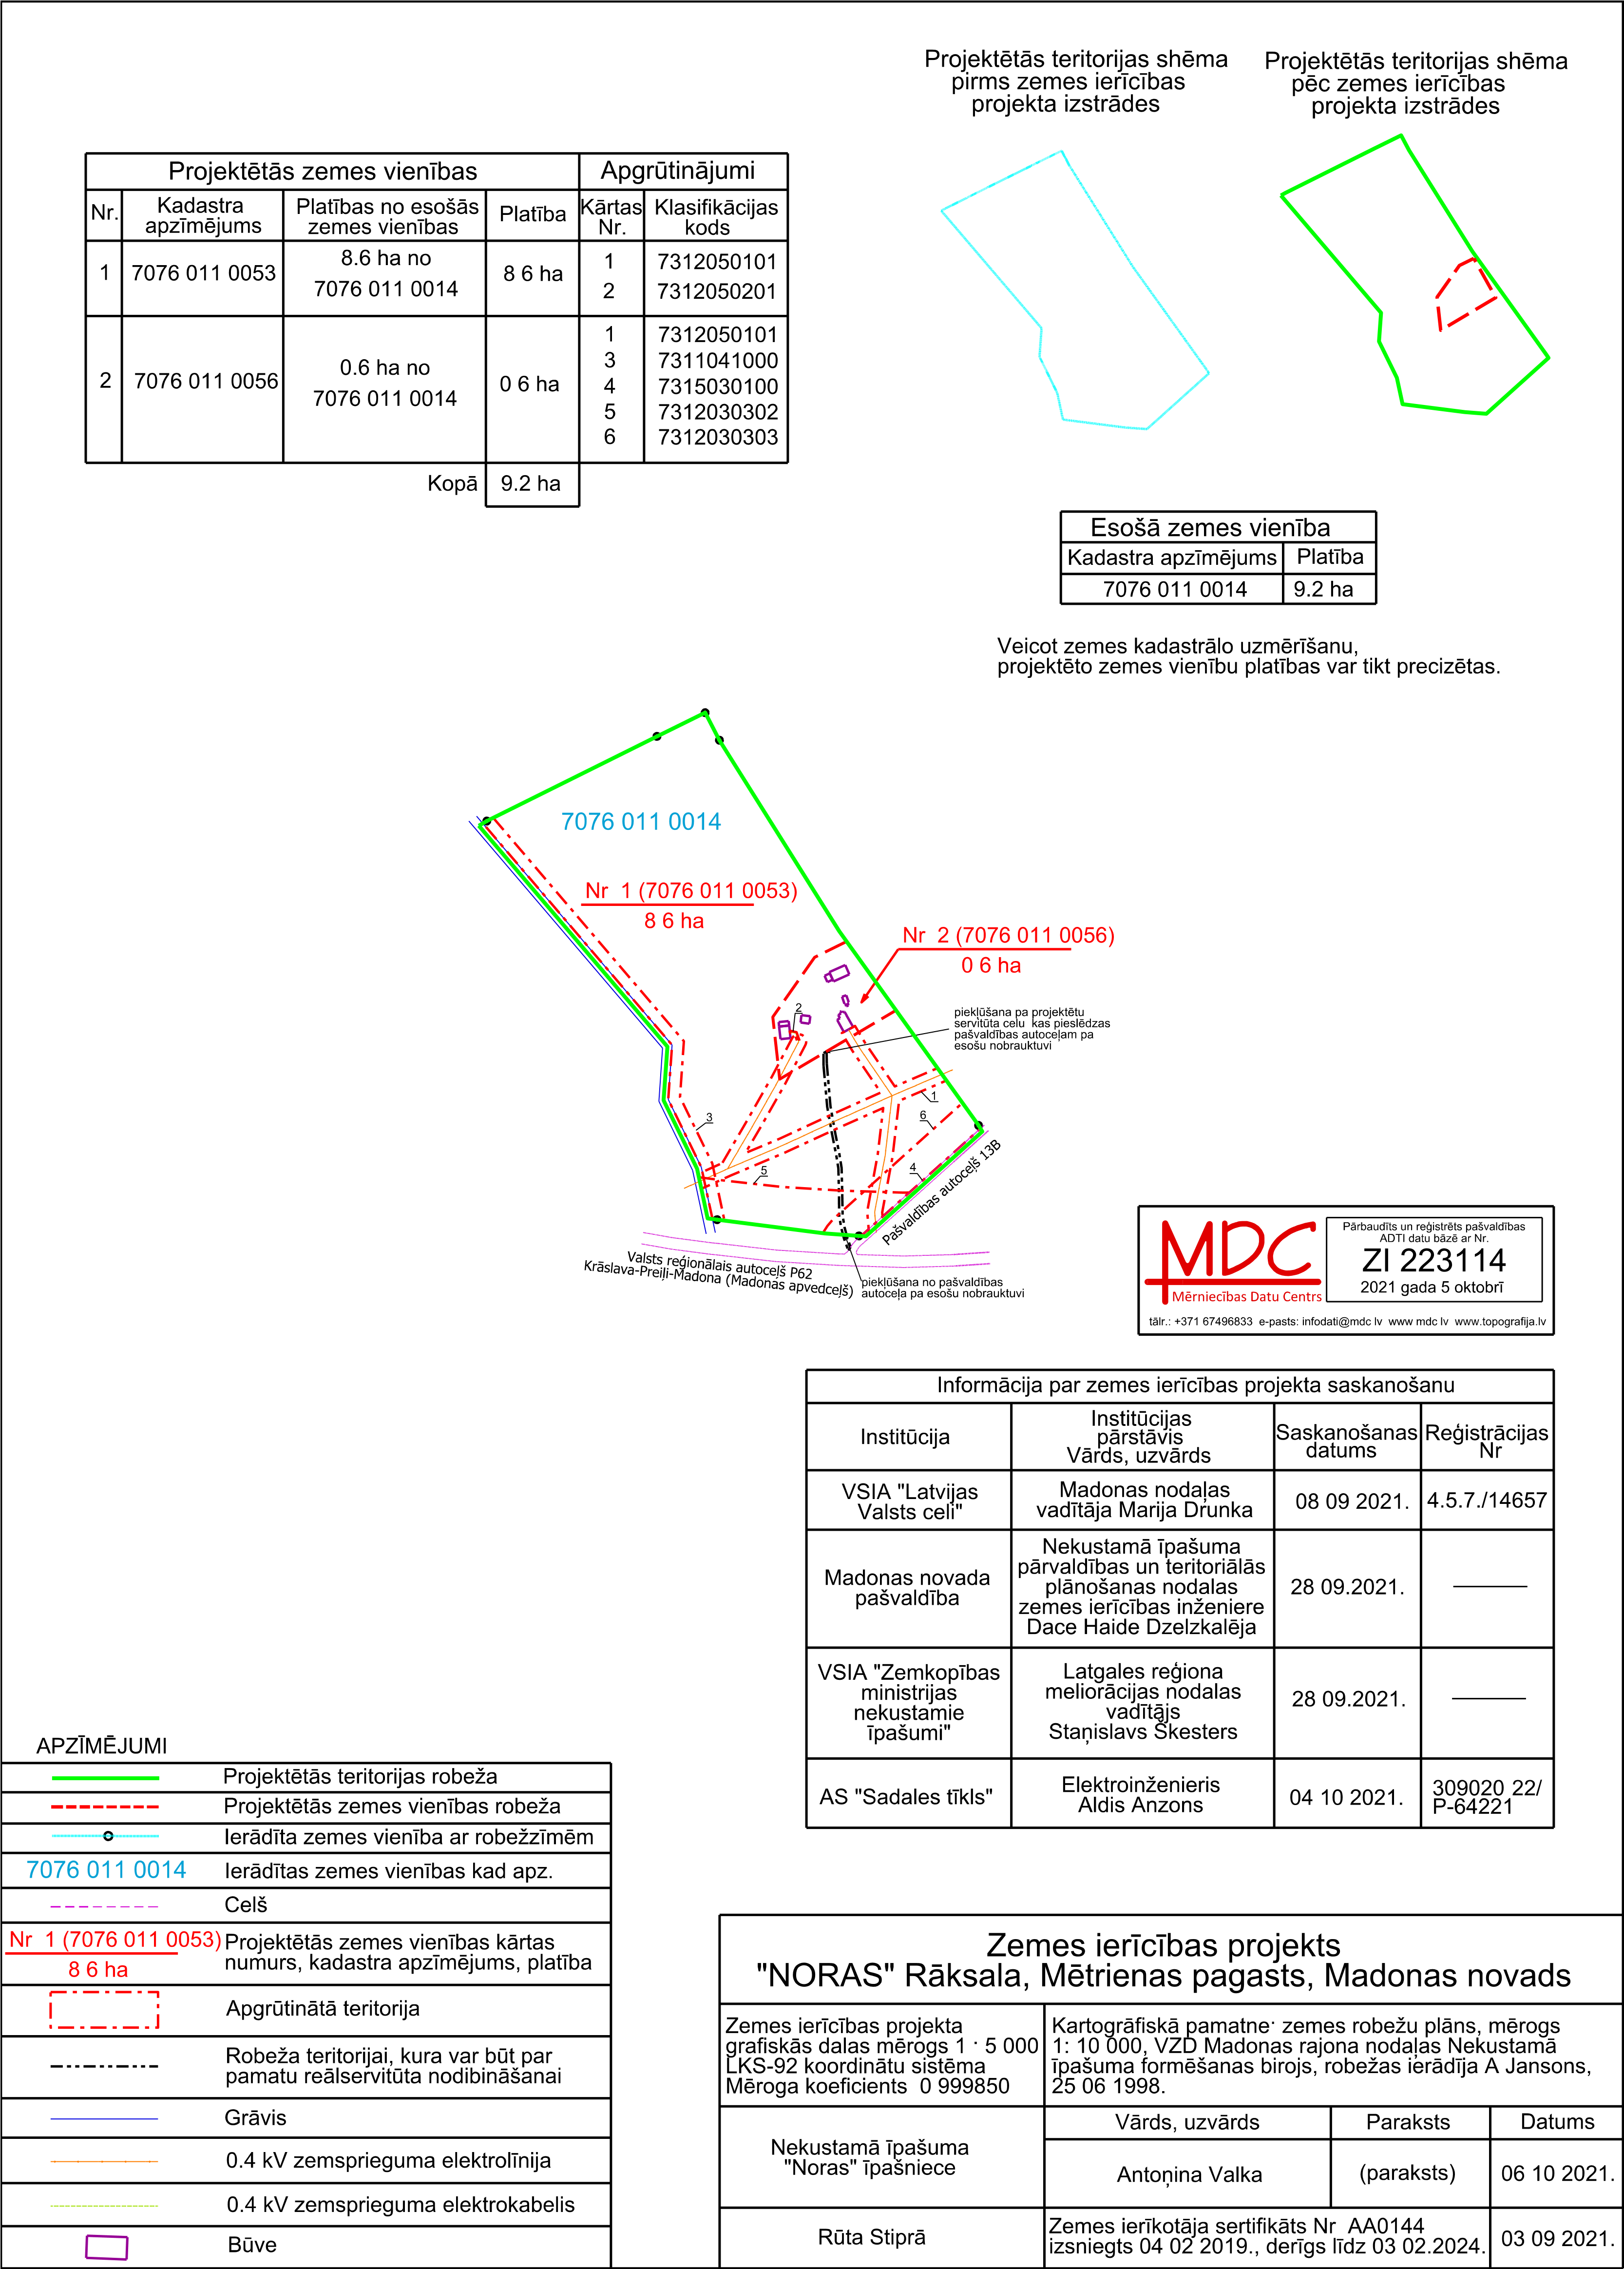 Projektētās teritorijas shēma
pirms zemes ierīcības
projekta izstrādes
Projektētās teritorijas shēma
pēc zemes ierīcības
projekta izstrādes
Projektētās zemes vienības
Apgrūtinājumi
Nr.
Kadastra
apzīmējums
Platības no esošās
zemes vienības
Platība
Kārtas
Nr.
Klasifikācijas
kods
1
7076 011 0053
8.6 ha no
7076 011 0014
8 6 ha
1
7312050101
2
7312050201
2
7076 011 0056
0.6 ha no
7076 011 0014
0 6 ha
1
7312050101
3
7311041000
4
7315030100
5
7312030302
6
7312030303
Kopā
9.2 ha
Esošā zemes vienība
Kadastra apzīmējums
Platība
7076 011 0014
9.2 ha
Veicot zemes kadastrālo uzmērīšanu,
projektēto zemes vienību platības var tikt precizētas.
7076 011 0014
Nr  1 (7076 011 0053)
8 6 ha
Nr  2 (7076 011 0056)
0 6 ha
2
piekļūšana pa projektētu
servitūta celu  kas pieslēdzas
pašvaldības autoceļam pa
esošu nobrauktuvi
1
6
3
5
4
Pašvaldības autoceļš 13B
Valsts reģionālais autoceļš P62
Krāslava-Preiļi-Madona (Madonas apvedceļš)
piekļūšana no pašvaldības
autoceļa pa esošu nobrauktuvi
MDC
Mērniecības Datu Centrs
Pārbaudīts un reģistrēts pašvaldības
ADTI datu bāzē ar Nr.
ZI 223114
2021 gada 5 oktobrī
tālr.: +371 67496833  e-pasts: infodati@mdc lv  www mdc lv  www.topografija.lv
Informācija par zemes ierīcības projekta saskanošanu
Institūcija
Institūcijas
pārstāvis
Vārds, uzvārds
Saskanošanas
datums
Reģistrācijas
Nr
VSIA "Latvijas
Valsts celi"
Madonas nodaļas
vadītāja Marija Drunka
08 09 2021.
4.5.7./14657
Madonas novada
pašvaldība
Nekustamā īpašuma
pārvaldības un teritoriālās
plānošanas nodalas
zemes ierīcības inženiere
Dace Haide Dzelzkalēja
28 09.2021.
VSIA "Zemkopības
ministrijas
nekustamie
īpašumi"
Latgales reģiona
meliorācijas nodalas
vadītājs
Staņislavs Šķesters
28 09.2021.
AS "Sadales tīkls"
Elektroinženieris
Aldis Anzons
04 10 2021.
309020 22/
P-64221
APZĪMĒJUMI
Projektētās teritorijas robeža
Projektētās zemes vienības robeža
Ierādīta zemes vienība ar robežzīmēm
7076 011 0014
Ierādītas zemes vienības kad apz.
Celš
Nr  1 (7076 011 0053)
8 6 ha
Projektētās zemes vienības kārtas
numurs, kadastra apzīmējums, platība
Apgrūtinātā teritorija
Robeža teritorijai, kura var būt par
pamatu reālservitūta nodibināšanai
Grāvis
0.4 kV zemsprieguma elektrolīnija
0.4 kV zemsprieguma elektrokabelis
Būve
Zemes ierīcības projekts
"NORAS" Rāksala, Mētrienas pagasts, Madonas novads
Zemes ierīcības projekta
grafiskās dalas mērogs 1 : 5 000
LKS-92 koordinātu sistēma
Mēroga koeficients  0 999850
Kartogrāfiskā pamatne: zemes robežu plāns, mērogs
1: 10 000, VZD Madonas rajona nodaļas Nekustamā
īpašuma formēšanas birojs, robežas ierādīja A Jansons,
25 06 1998.
Nekustamā īpašuma
"Noras" īpašniece
Vārds, uzvārds
Paraksts
Datums
Antoņina Valka
(paraksts)
06 10 2021.
Rūta Stiprā
Zemes ierīkotāja sertifikāts Nr  AA0144
izsniegts 04 02 2019., derīgs līdz 03 02.2024.
03 09 2021.